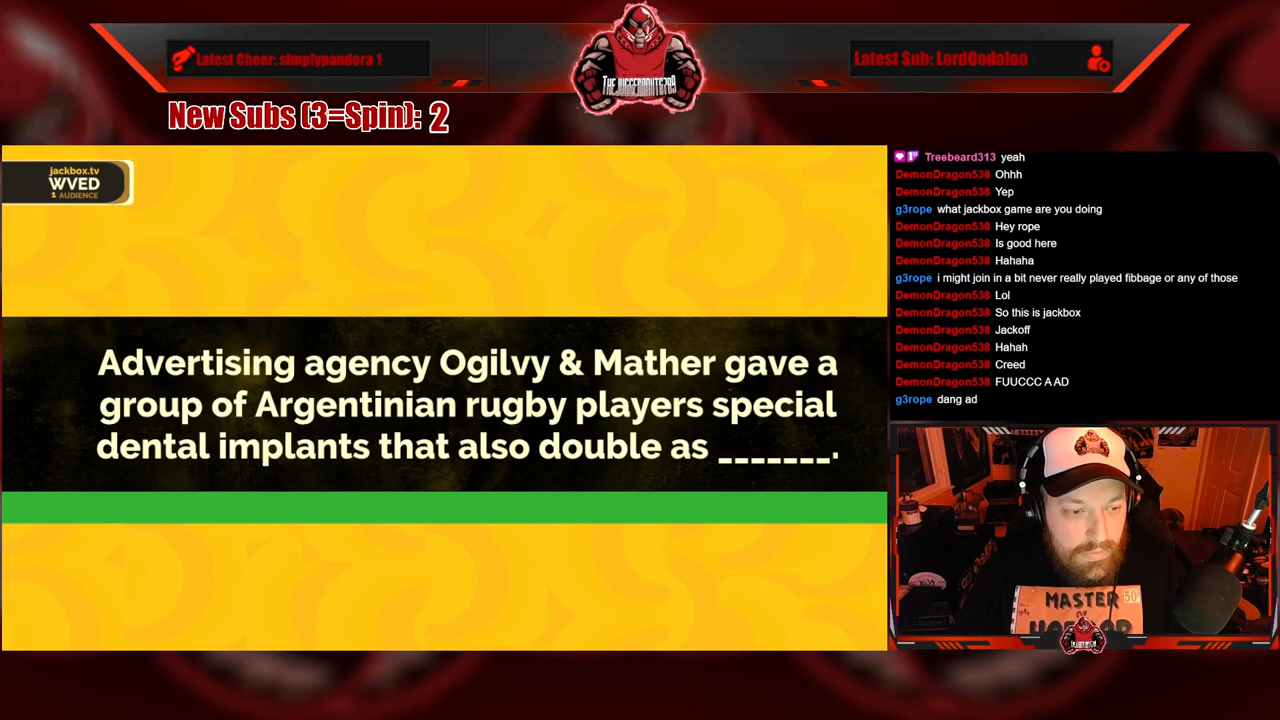 Latest Cheer: simplypandora 1
THEJUGGERNAUT6789
Latest Sub: LordOodaloo
New Subs (3=Spin): 2
jackbox.tv
WVED
1 AUDIENCE
Advertising agency Ogilvy & Mather gave a
group of Argentinian rugby players special
dental implants that also double as _______.
Treebeard313 yeah
DemonDragon538 Ohhh
DemonDragon538 Yep
g3rope what jackbox game are you doing
DemonDragon538 Hey rope
DemonDragon538 Is good here
DemonDragon538 Hahaha
g3rope i might join in a bit never really played fibbage or any of those
DemonDragon538 Lol
DemonDragon538 So this is jackbox
DemonDragon538 Jackoff
DemonDragon538 Hahah
DemonDragon538 Creed
DemonDragon538 FUUCCC A AD
g3rope dang ad
MASTER
OF
HORROR
50¢